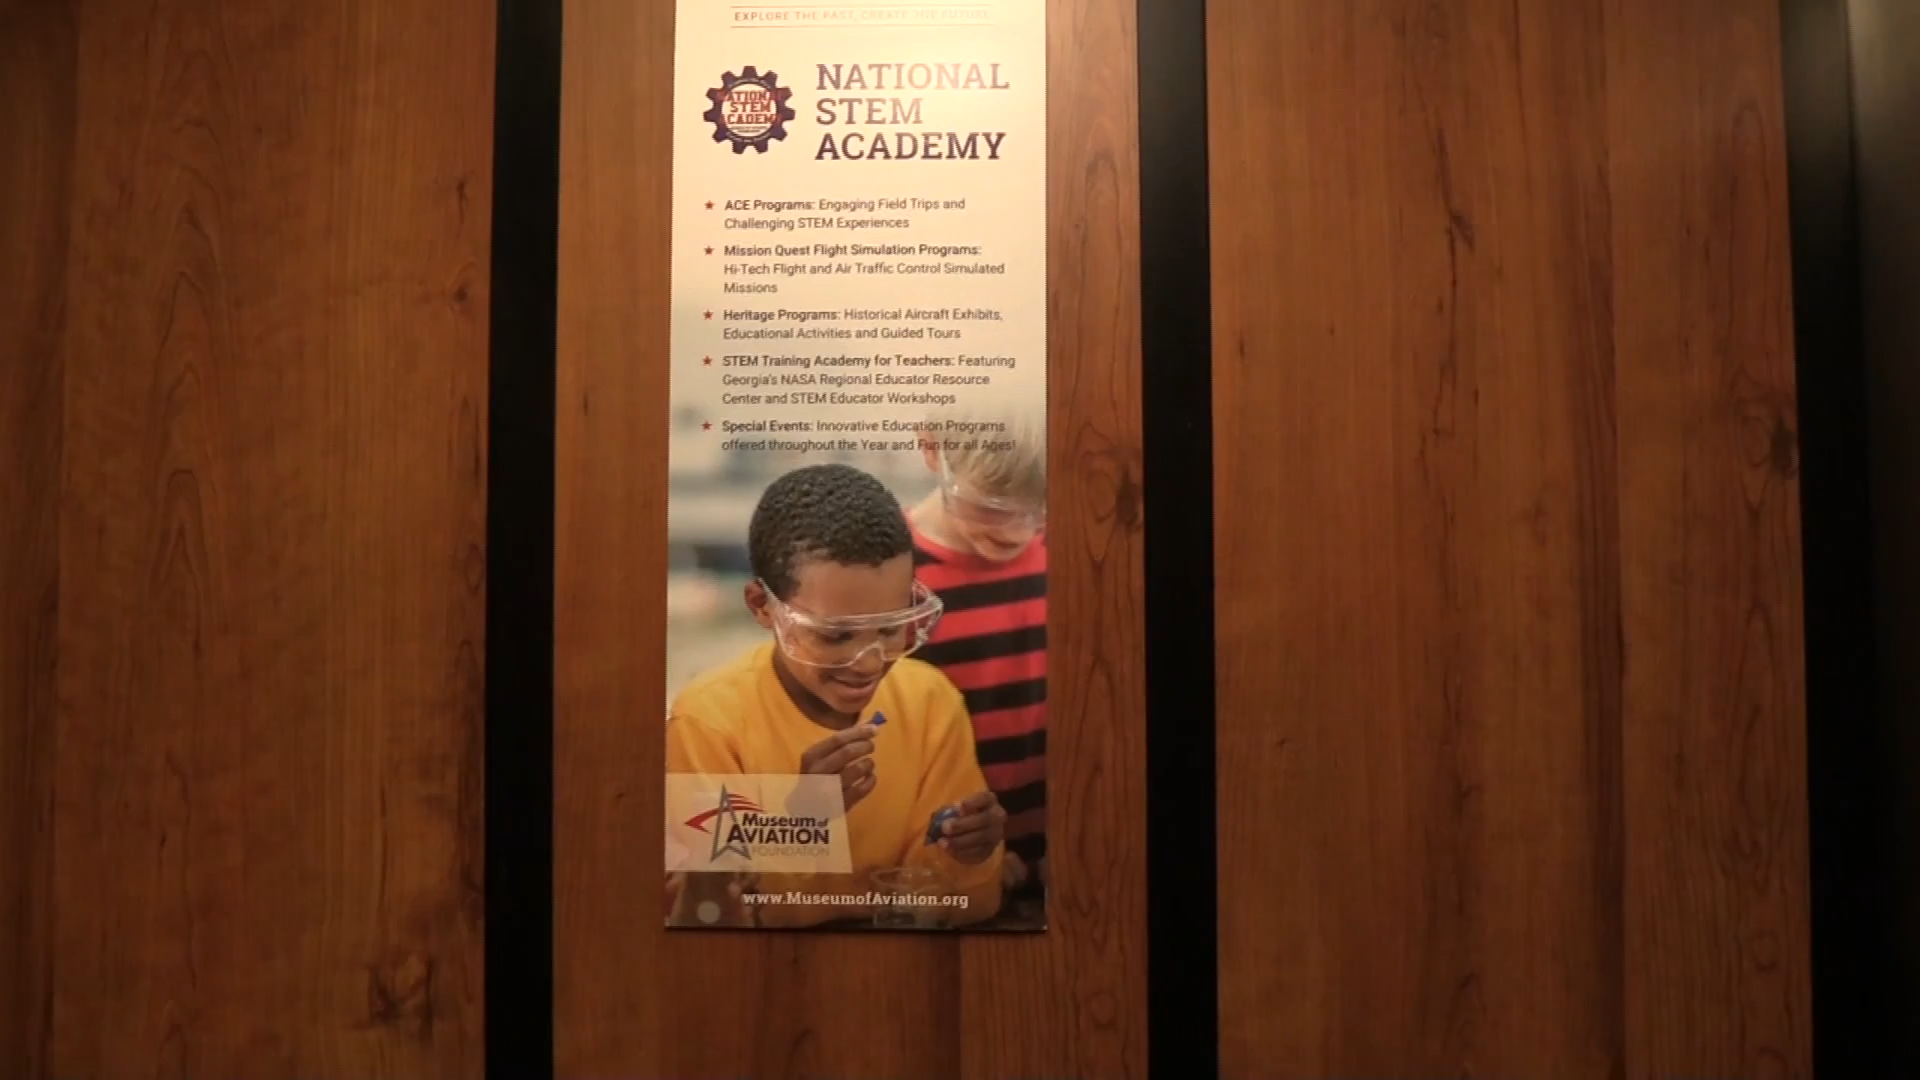 EXPLORE THE PAST, CREATE THE FUTURE
NATIONAL
STEM
ACADEMY
NATIONAL
STEM
ACADEMY
★ ACE Programs: Engaging Field Trips and
Challenging STEM Experiences
★ Mission Quest Flight Simulation Programs:
Hi-Tech Flight and Air Traffic Control Simulated
Missions
★ Heritage Programs: Historical Aircraft Exhibits,
Educational Activities and Guided Tours
★ STEM Training Academy for Teachers: Featuring
Georgia's NASA Regional Educator Resource
Center and STEM Educator Workshops
★ Special Events: Innovative Education Programs
offered throughout the Year and Fun for all Ages!
Museum of
AVIATION
FOUNDATION
www.MuseumofAviation.org